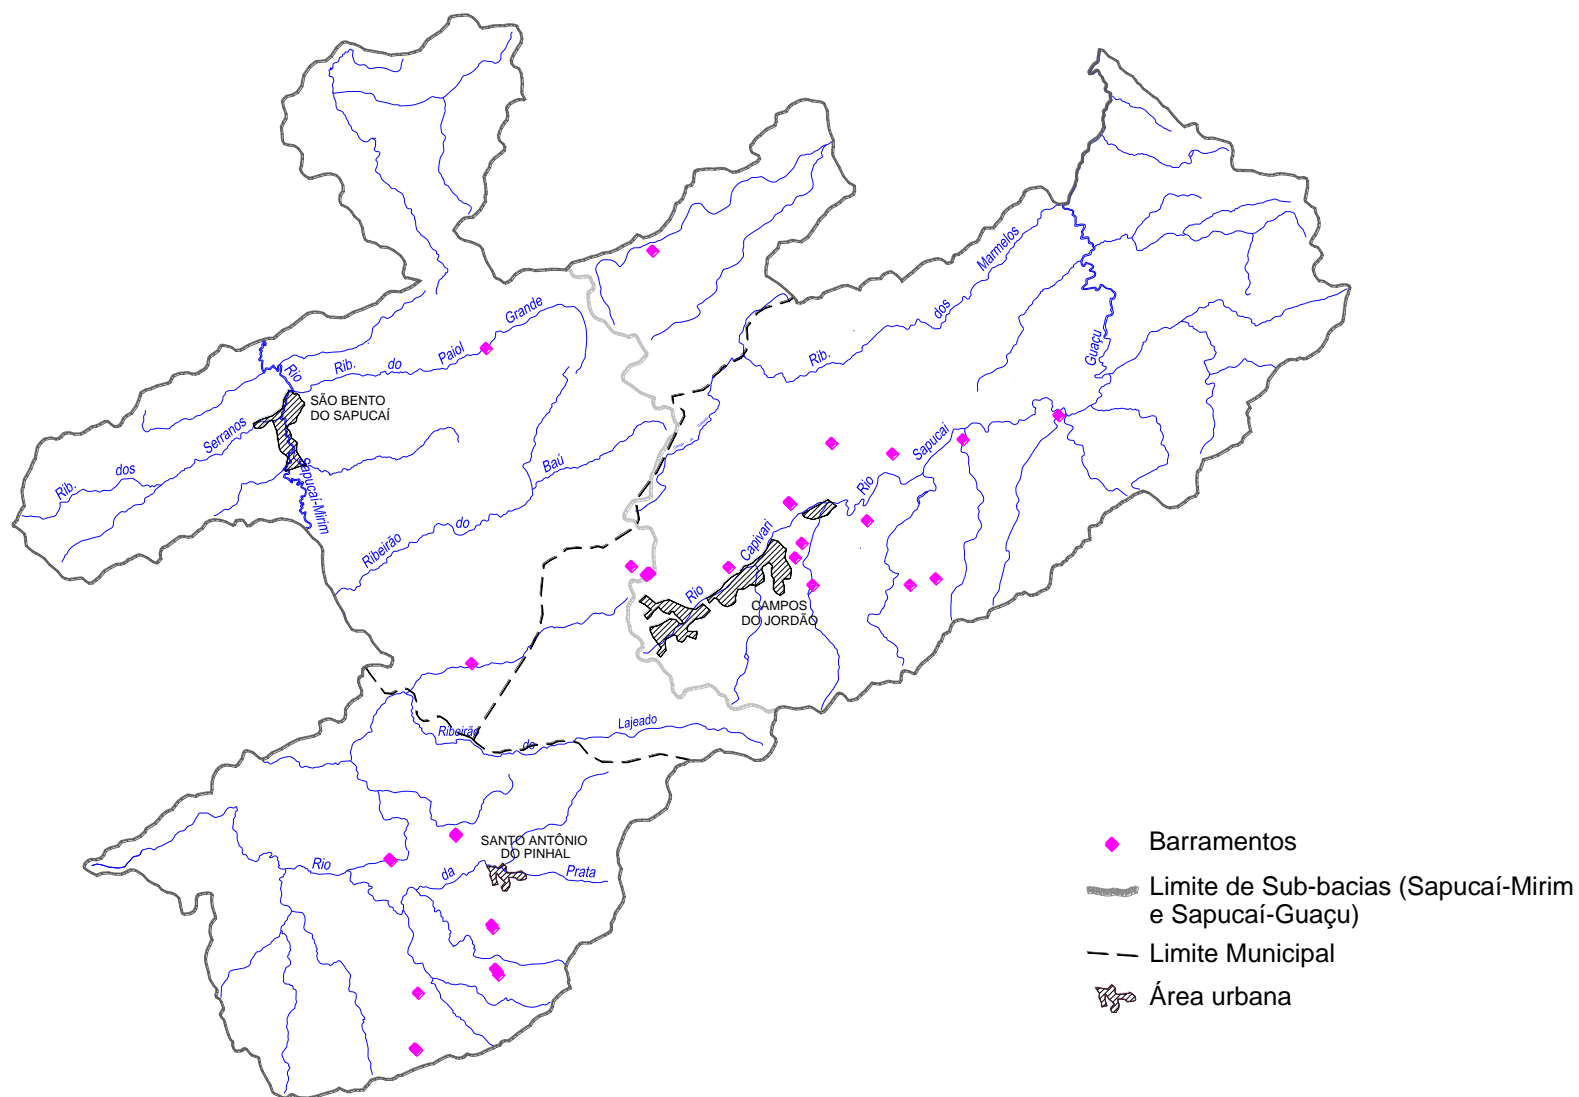 Marmelos
dos
Rib.
Guaçu
Grande
Paiol
do
Rib.
Rio
SÃO BENTO
DO SAPUCAÍ
Serranos
dos
Rib.
Sapucaí-Mirim
Baú
do
Ribeirão
Sapucaí
Rio
Capivari
Rio
CAMPOS
DO JORDÃO
Lajeado
do
Ribeirão
SANTO ANTÔNIO
DO PINHAL
Rio
da
Prata
Barramentos
Limite de Sub-bacias (Sapucaí-Mirim
e Sapucaí-Guaçu)
Limite Municipal
Área urbana